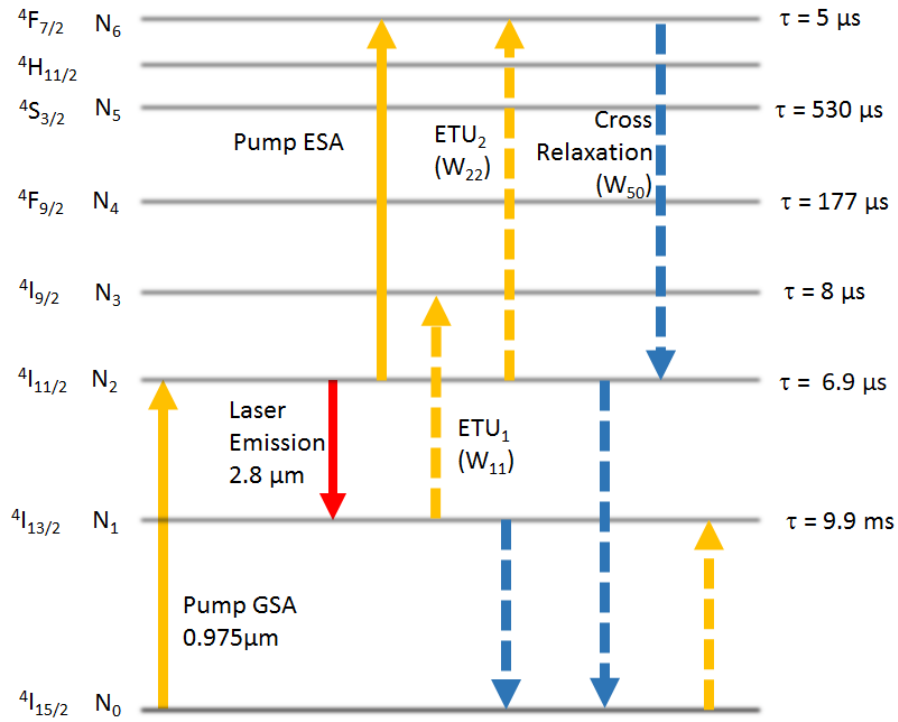 ⁴F₇/₂ N₆ τ = 5 µs
⁴H₁₁/₂
⁴S₃/₂ N₅ τ = 530 µs
Pump ESA
ETU₂
(W₂₂)
Cross
Relaxation
(W₅₀)
⁴F₉/₂ N₄ τ = 177 µs
⁴I₉/₂ N₃ τ = 8 µs
⁴I₁₁/₂ N₂ τ = 6.9 µs
Laser
Emission
2.8 µm
ETU₁
(W₁₁)
⁴I₁₃/₂ N₁ τ = 9.9 ms
Pump GSA
0.975µm
⁴I₁₅/₂ N₀